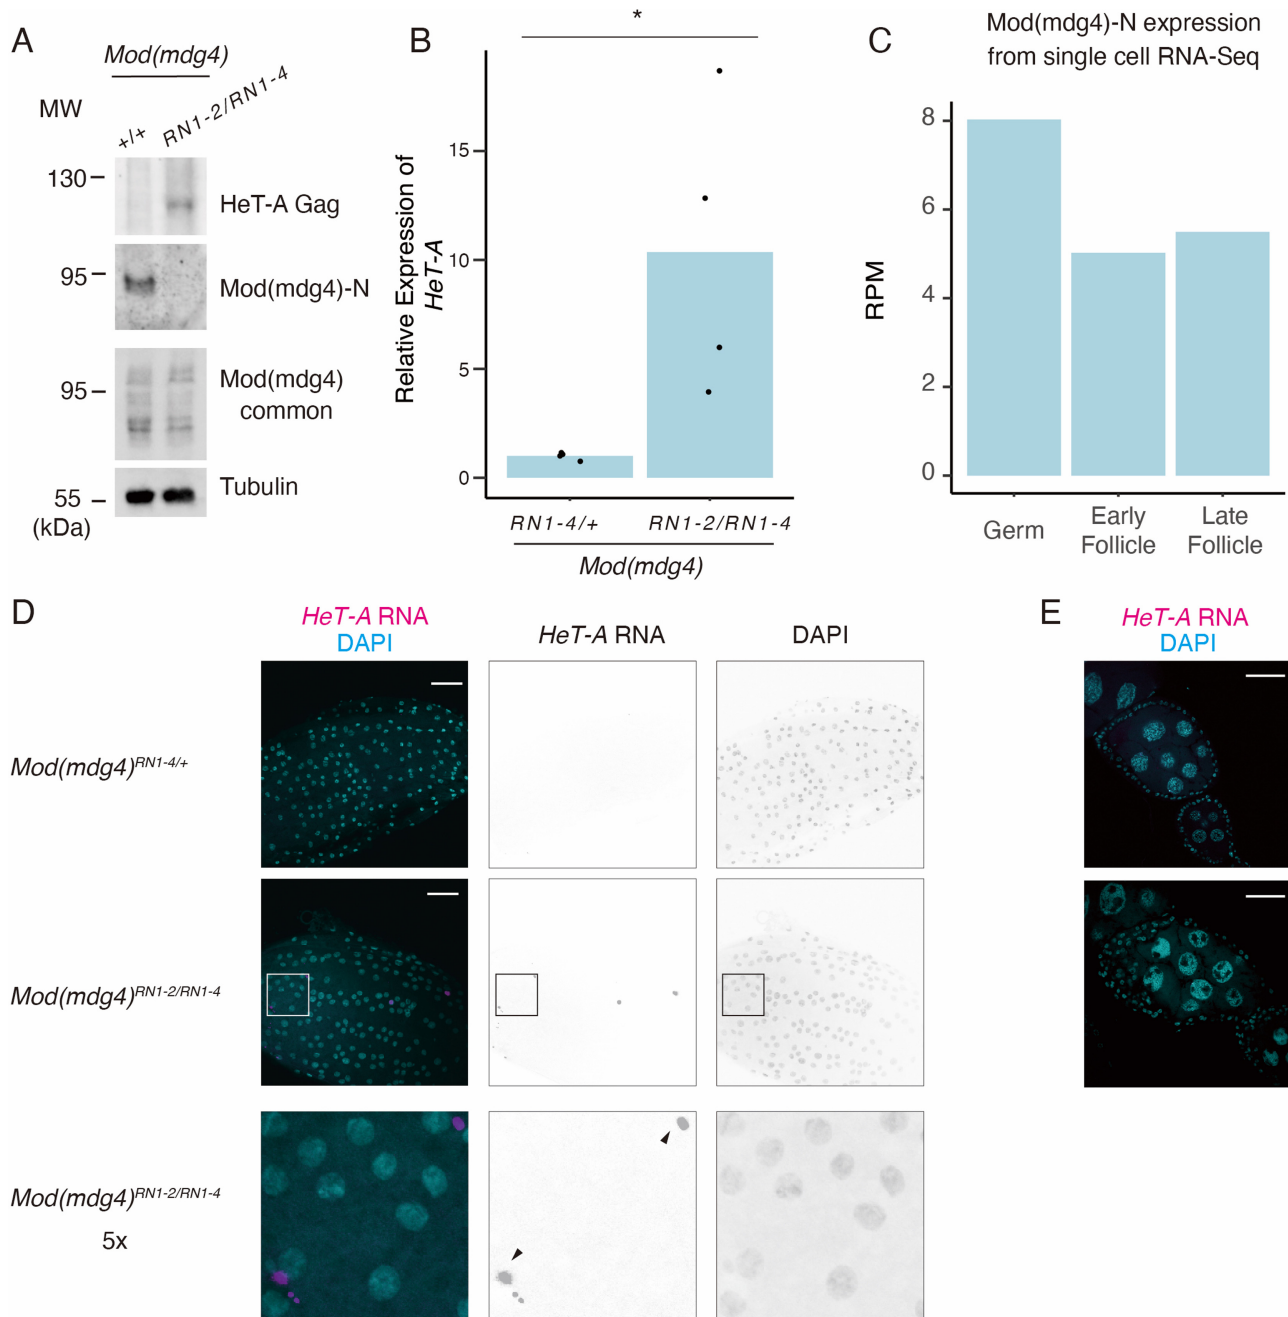 A
Mod(mdg4)
MW
+/+
RN1-2/RN1-4
130
HeT-A Gag
95
Mod(mdg4)-N
95
Mod(mdg4)
common
55
(kDa)
Tubulin
B
*
Relative Expression of
HeT-A
15
10
5
0
RN1-4/+
RN1-2/RN1-4
Mod(mdg4)
C
Mod(mdg4)-N expression
from single cell RNA-Seq
RPM
8
6
4
2
0
Germ
Early
Follicle
Late
Follicle
D
HeT-A RNA
DAPI
HeT-A RNA
DAPI
Mod(mdg4)RN1-4/+
Mod(mdg4)RN1-2/RN1-4
Mod(mdg4)RN1-2/RN1-4
5x
E
HeT-A RNA
DAPI